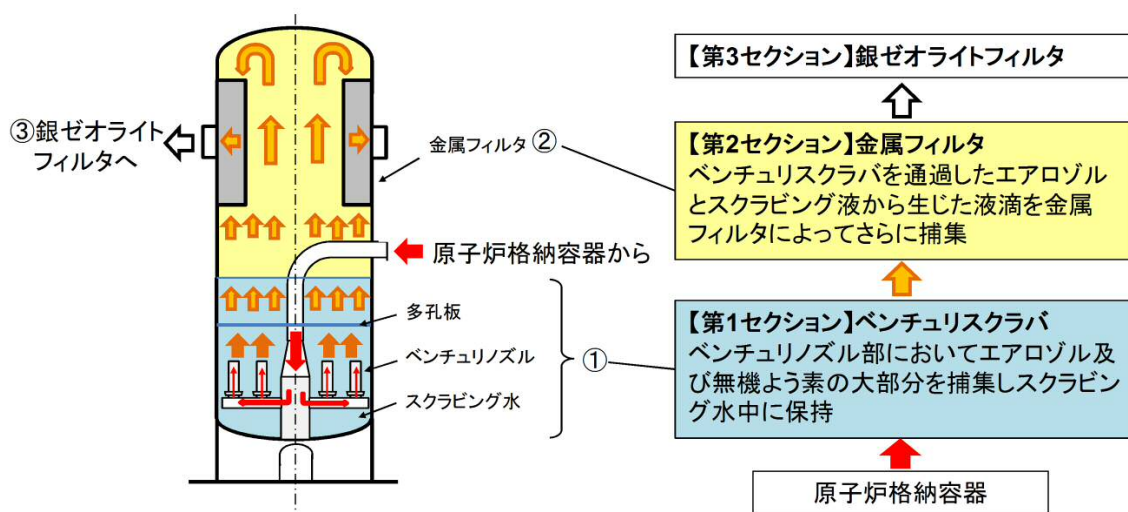 ③銀ゼオライト
フィルタへ
金属フィルタ②
原子炉格納容器から
多孔板
ベンチュリノズル
スクラビング水
①
【第3セクション】銀ゼオライトフィルタ
【第2セクション】金属フィルタ
ベンチュリスクラバを通過したエアロゾル
とスクラビング液から生じた液滴を金属
フィルタによってさらに捕集
【第1セクション】ベンチュリスクラバ
ベンチュリノズル部においてエアロゾル及
び無機よう素の大部分を捕集しスクラビン
グ水中に保持
原子炉格納容器